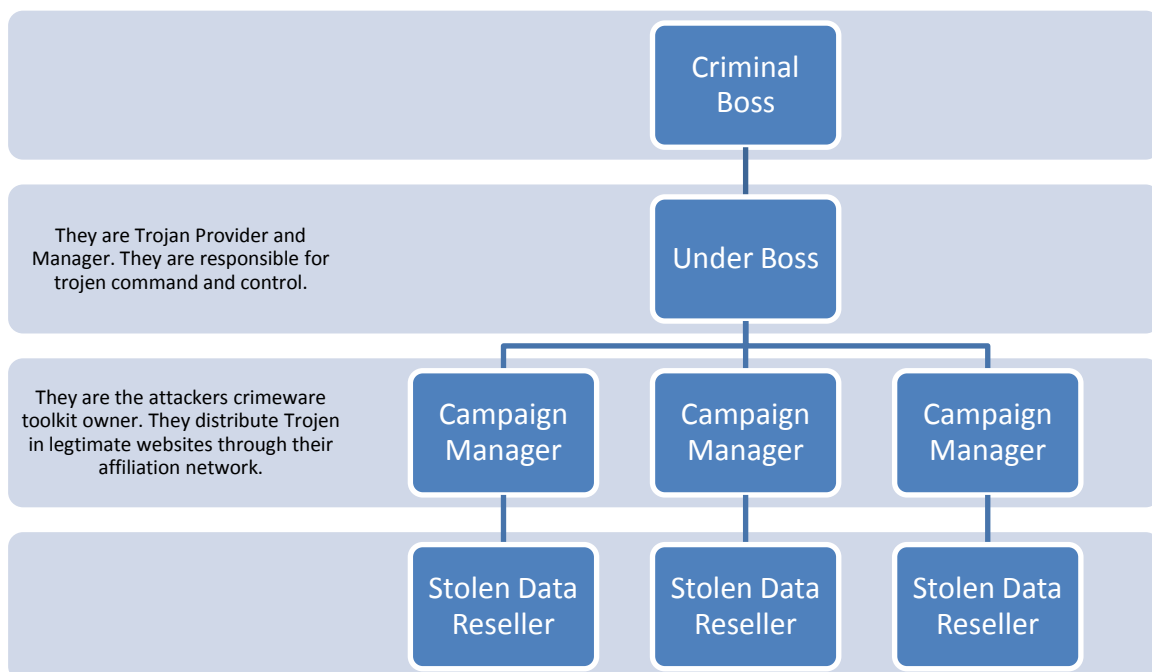 Criminal
Boss
They are Trojan Provider and
Manager. They are responsible for
trojen command and control.
Under Boss
They are the attackers crimeware
toolkit owner. They distribute Trojen
in legtimate websites through their
affiliation network.
Campaign
Manager
Campaign
Manager
Campaign
Manager
Stolen Data
Reseller
Stolen Data
Reseller
Stolen Data
Reseller